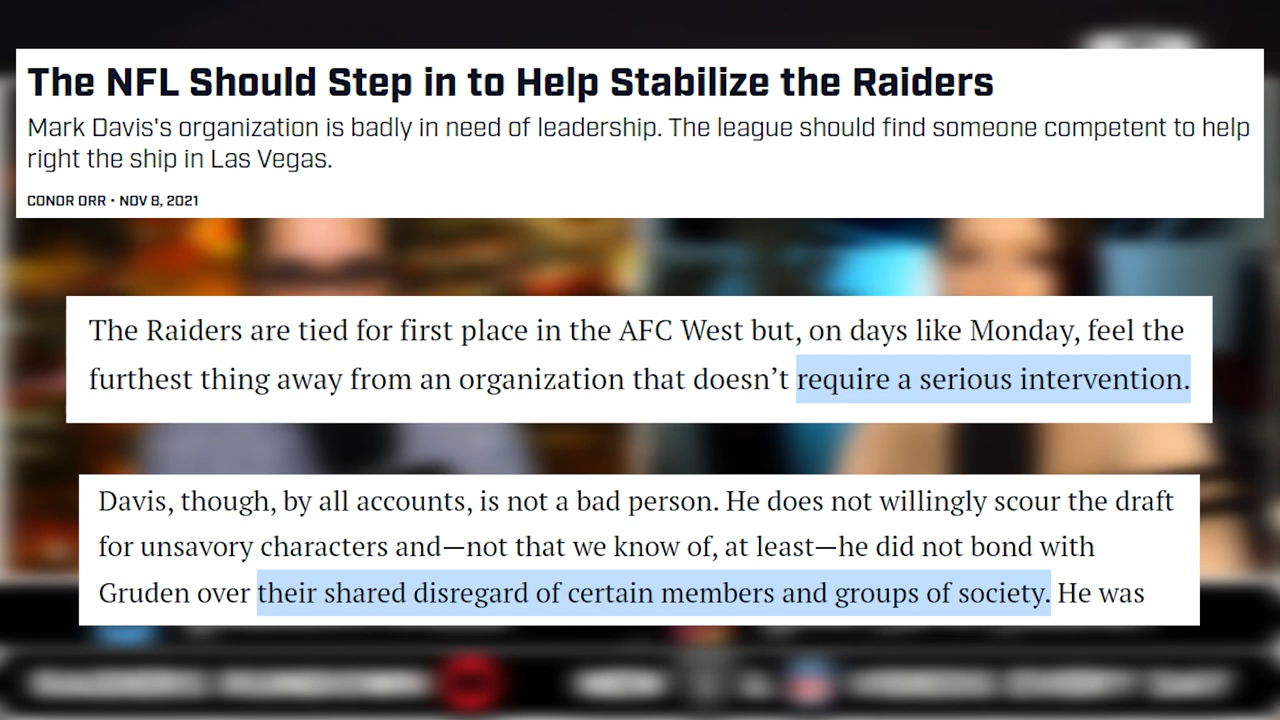 The NFL Should Step in to Help Stabilize the Raiders
Mark Davis's organization is badly in need of leadership. The league should find someone competent to help
right the ship in Las Vegas.
CONOR ORR • NOV 8, 2021
The Raiders are tied for first place in the AFC West but, on days like Monday, feel the
furthest thing away from an organization that doesn’t require a serious intervention.
Davis, though, by all accounts, is not a bad person. He does not willingly scour the draft
for unsavory characters and—not that we know of, at least—he did not bond with
Gruden over their shared disregard of certain members and groups of society. He was